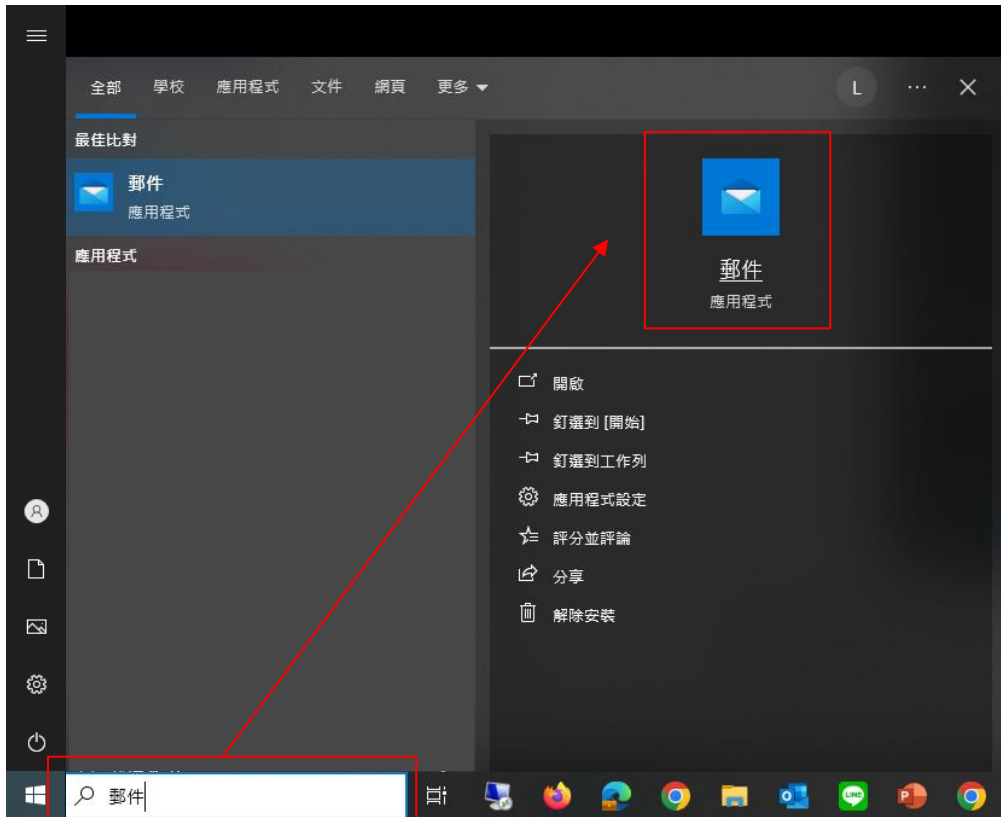 全部 學校 應用程式 文件 網頁 更多 L ...
最佳比對
郵件
應用程式
應用程式
郵件
應用程式
開啟
釘選到 [開始]
釘選到工作列
應用程式設定
評分並評論
分享
解除安裝
郵件
LINE